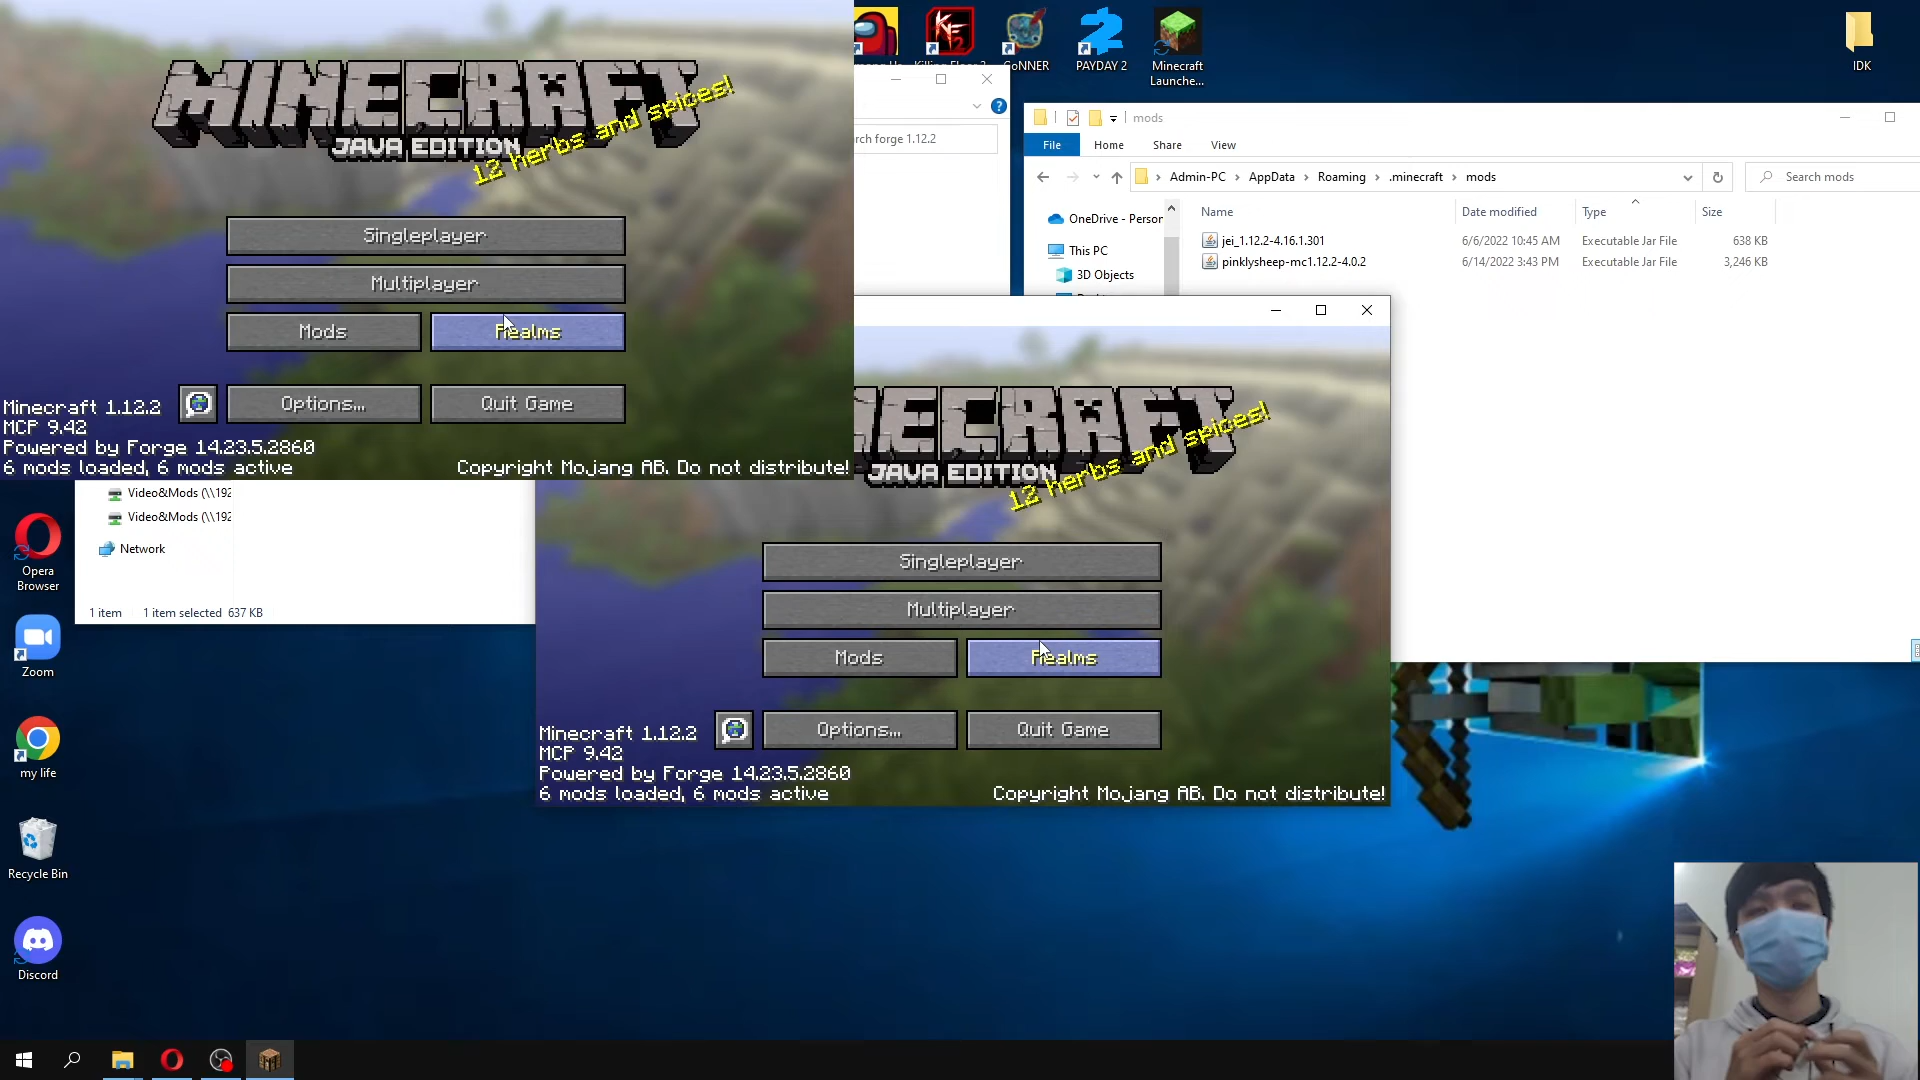 MINECRAFT
JAVA EDITION
12 herbs and spices!
Singleplayer
Multiplayer
Mods
Realms
Options...
Quit Game
Minecraft 1.12.2
MCP 9.42
Powered by Forge 14.23.5.2860
6 mods loaded, 6 mods active
Copyright Mojang AB. Do not distribute!
GoNNER
PAYDAY 2
Minecraft
Launche...
IDK
rch forge 1.12.2
mods
File
Home
Share
View
Admin-PC
AppData
Roaming
.minecraft
mods
Search mods
OneDrive - Person
This PC
3D Objects
Name
Date modified
Type
Size
jei_1.12.2-4.16.1.301
6/6/2022 10:45 AM
Executable Jar File
638 KB
pinklysheep-mc1.12.2-4.0.2
6/14/2022 3:43 PM
Executable Jar File
3,246 KB
NECRAFT
JAVA EDITION
12 herbs and spices!
Singleplayer
Multiplayer
Mods
Realms
Options...
Quit Game
Minecraft 1.12.2
MCP 9.42
Powered by Forge 14.23.5.2860
6 mods loaded, 6 mods active
Copyright Mojang AB. Do not distribute!
Video&Mods (\\192
Video&Mods (\\192
Network
1 item
1 item selected 637 KB
Opera
Browser
Zoom
my life
Recycle Bin
Discord